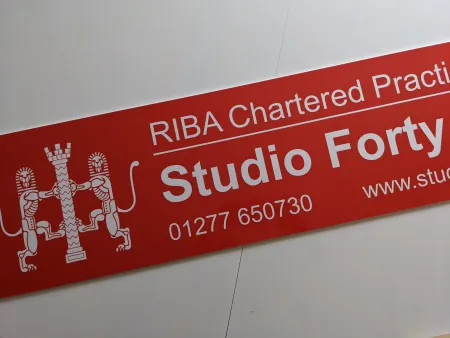 RIBA Chartered Practi
Studio Forty
01277 650730
www.stud